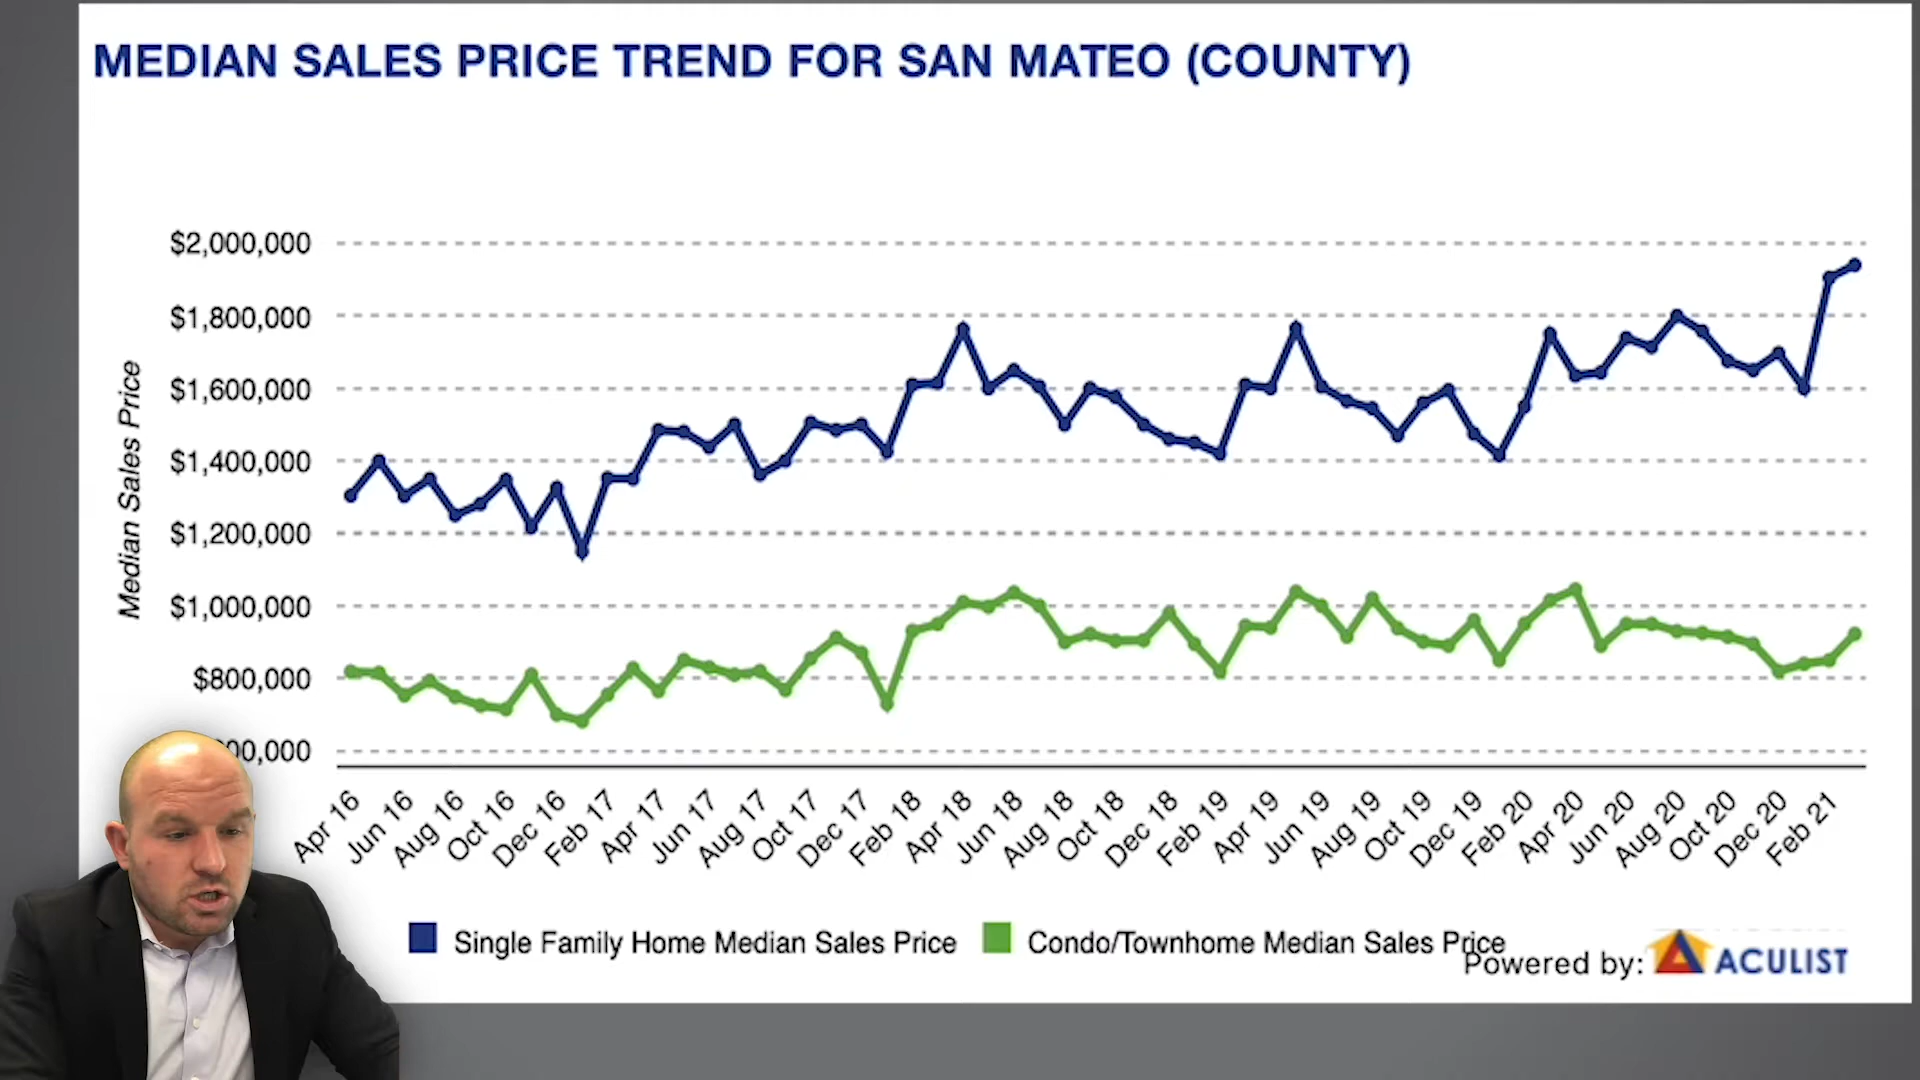 MEDIAN SALES PRICE TREND FOR SAN MATEO (COUNTY)
Median Sales Price
$2,000,000
$1,800,000
$1,600,000
$1,400,000
$1,200,000
$1,000,000
$800,000
00,000
Apr 16
Jun 16
Aug 16
Oct 16
Dec 16
Feb 17
Apr 17
Jun 17
Aug 17
Oct 17
Dec 17
Feb 18
Apr 18
Jun 18
Aug 18
Oct 18
Dec 18
Feb 19
Apr 19
Jun 19
Aug 19
Oct 19
Dec 19
Feb 20
Apr 20
Jun 20
Aug 20
Oct 20
Dec 20
Feb 21
Single Family Home Median Sales Price
Condo/Townhome Median Sales Price
Powered by: ACULIST